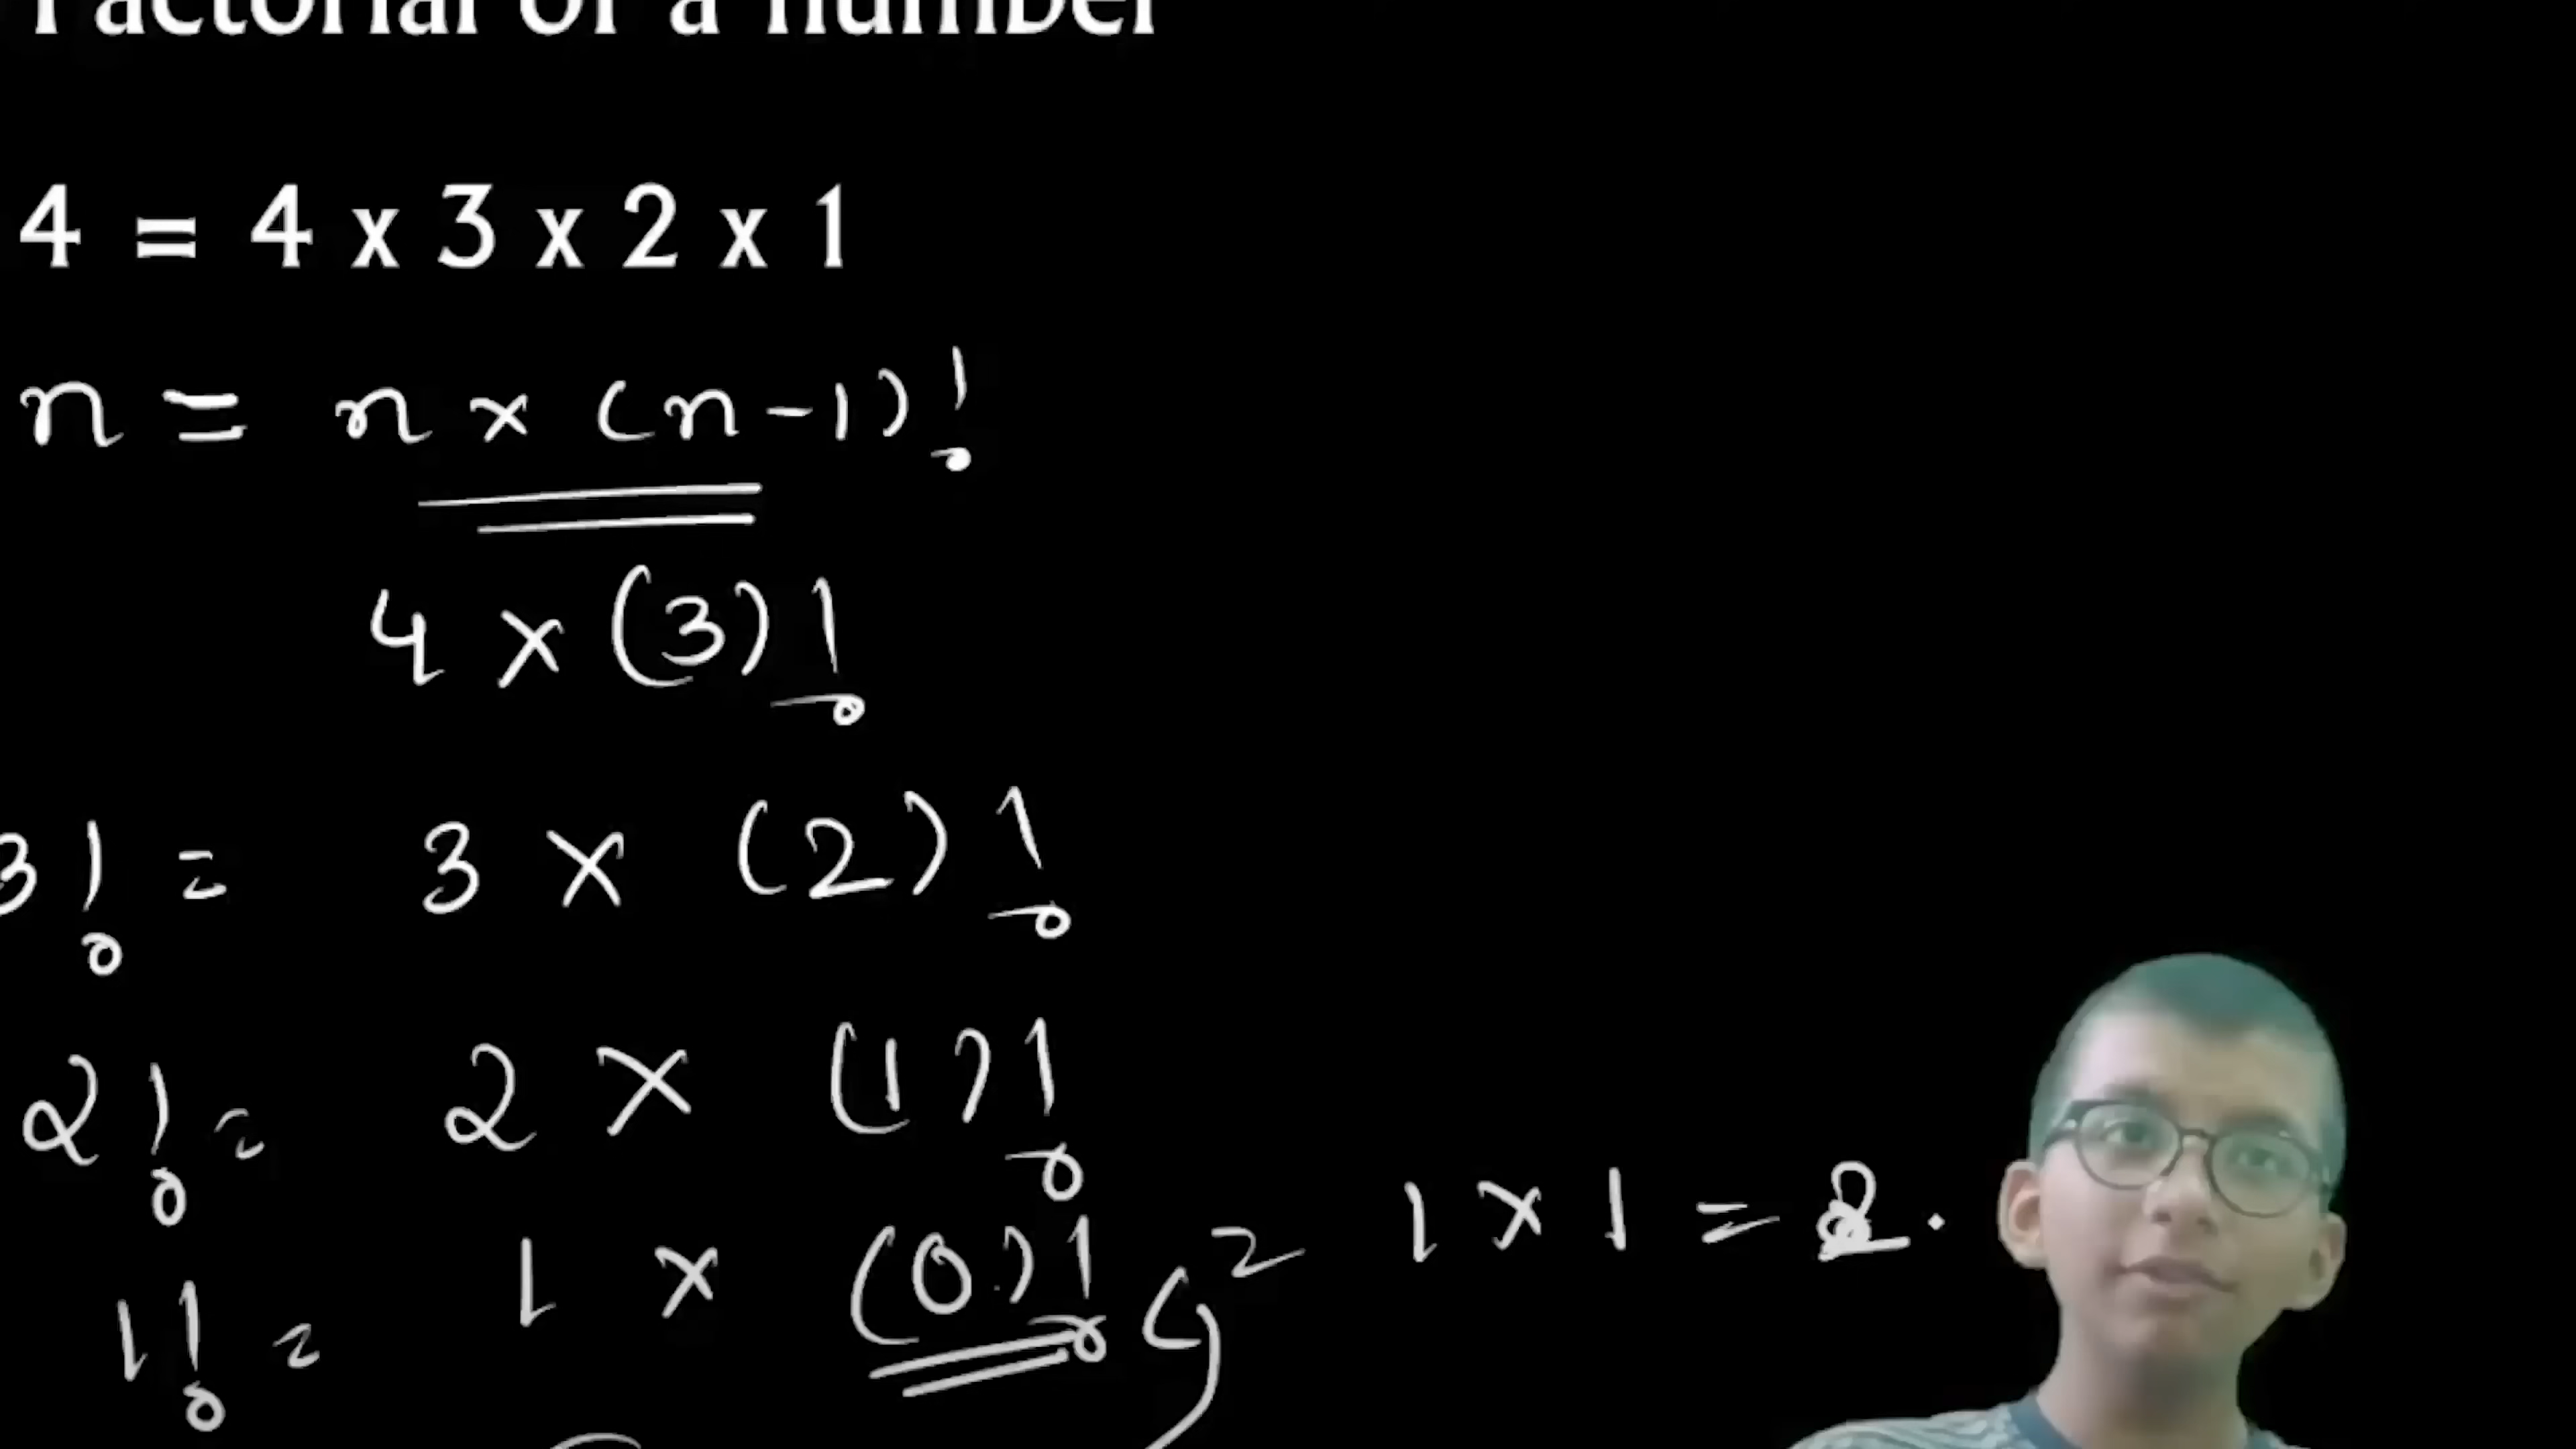 Factorial of a number
4 = 4 x 3 x 2 x 1
n = n × (n-1)!
4 × (3)!
3! = 3 × (2)!
2! = 2 × (1)!
1! = 1 × (0)!
1 × 1 =